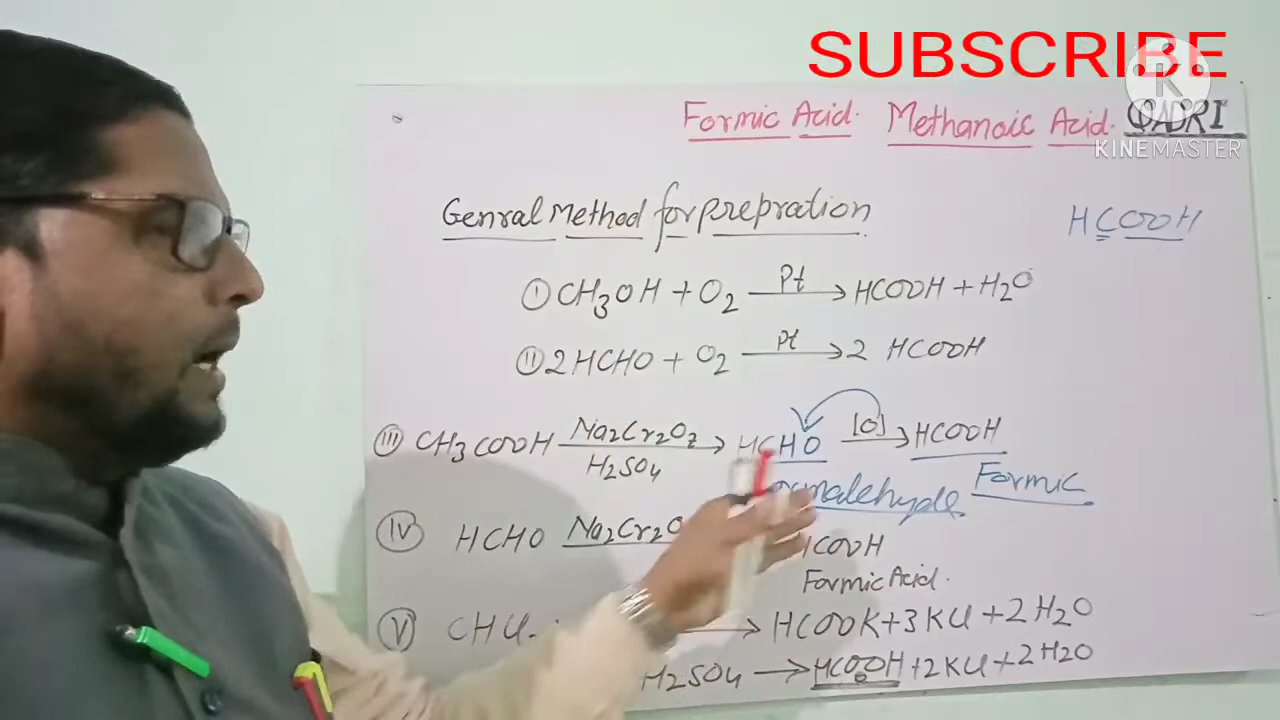 SUBSCRIBE
Formic Acid. Methanoic Acid. QADRI
KINEMASTER
Genral Method for prepration
HCOOH
① CH3OH + O2 Pt → HCOOH + H2O
② 2HCHO + O2 Pt → 2 HCOOH
III CH3COOH Na2Cr2O7 H2SO4 → HCHO [O] → HCOOH
Formic
IV HCHO Na2Cr2O
HCOOH
Formic Acid.
V → HCOOK + 3KCl + 2H2O
H2SO4 → HCOOH + 2KCl + 2H2O